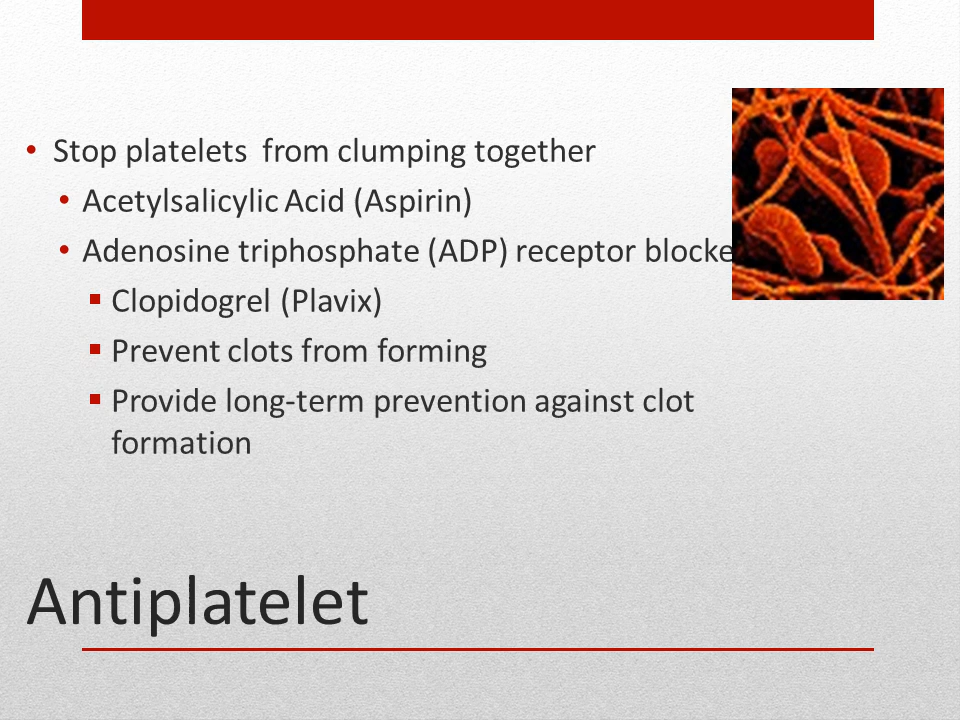 • Stop platelets from clumping together
• Acetylsalicylic Acid (Aspirin)
• Adenosine triphosphate (ADP) receptor blocke
▪ Clopidogrel (Plavix)
▪ Prevent clots from forming
▪ Provide long-term prevention against clot
formation
Antiplatelet